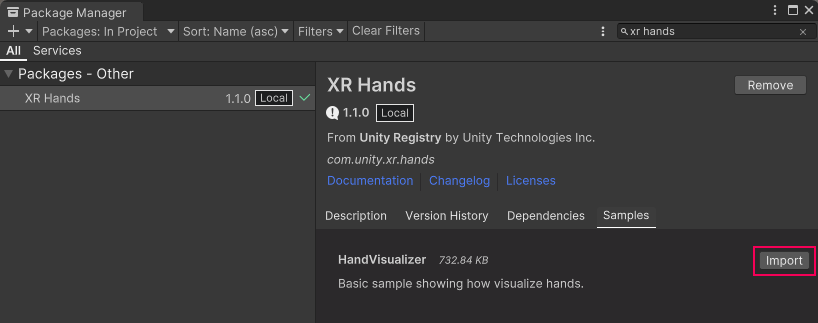 Package Manager
Packages: In Project Sort: Name (asc) Filters Clear Filters xr hands
All Services
Packages - Other
XR Hands 1.1.0 Local
XR Hands
Remove
1.1.0 Local
From Unity Registry by Unity Technologies Inc.
com.unity.xr.hands
Documentation Changelog Licenses
Description Version History Dependencies Samples
HandVisualizer 732.84 KB Import
Basic sample showing how visualize hands.